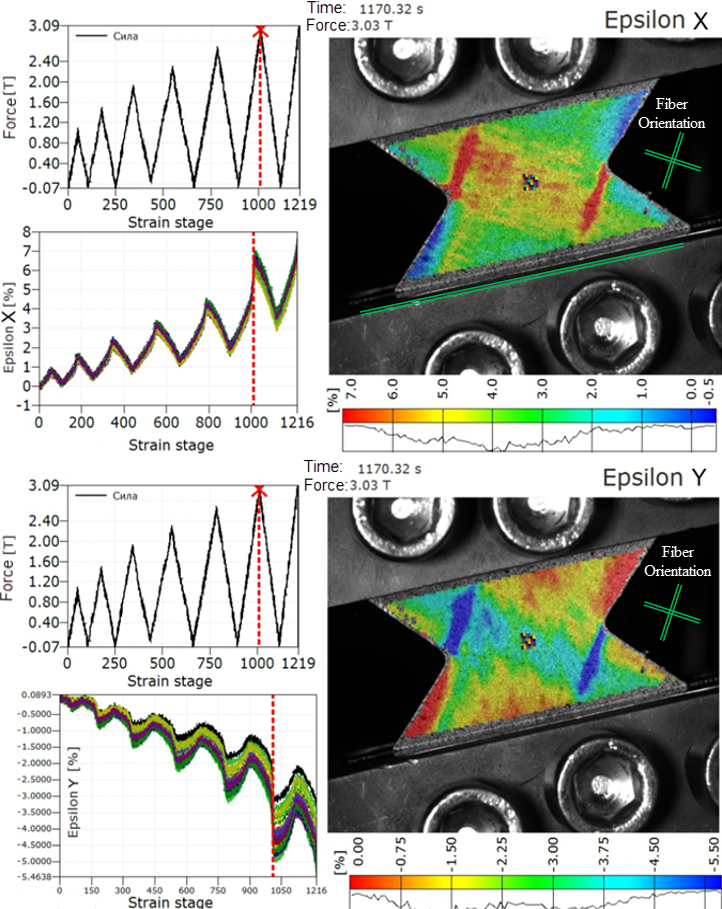 Time: 1170.32 s
Force:3.03 T
Epsilon X
3.09
2.40
2.00
1.60
1.20
0.80
0.40
-0.07
Force [T]
Сила
0 250 500 750 1000 1219
Strain stage
Fiber
Orientation
8
7
6
5
4
3
2
1
0
-1
Epsilon X [%]
0 200 400 600 800 1000 1216
Strain stage
[%]
7.0 6.0 5.0 4.0 3.0 2.0 1.0 0.0 -0.5
Time: 1170.32 s
Force:3.03 T
Epsilon Y
3.09
2.40
2.00
1.60
1.20
0.80
0.40
-0.07
Force [T]
Сила
0 250 500 750 1000 1219
Strain stage
Fiber
Orientation
0.0893
-0.5000
-1.0000
-1.5000
-2.0000
-2.5000
-3.0000
-3.5000
-4.0000
-4.5000
-5.0000
-5.4638
Epsilon Y [%]
0 150 300 450 600 750 900 1050 1216
Strain stage
[%]
0.00 -0.75 -1.50 -2.25 -3.00 -3.75 -4.50 -5.50